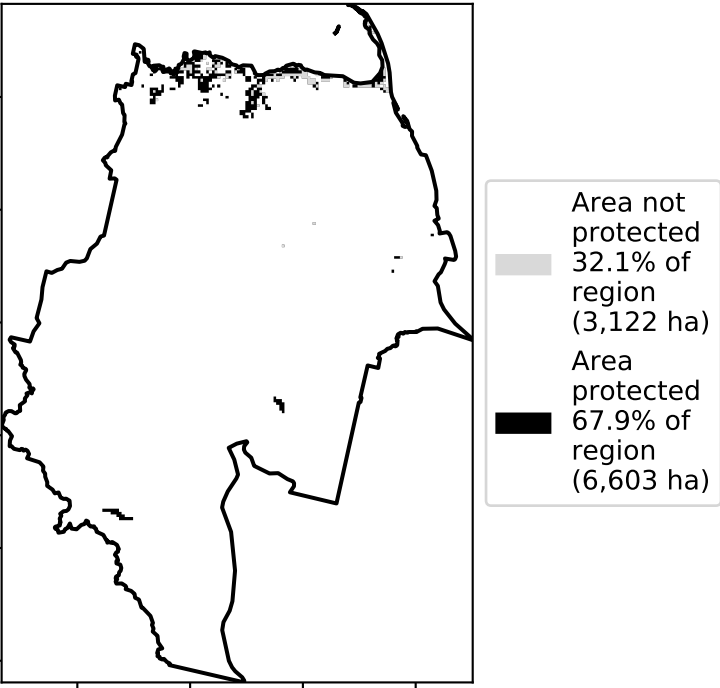 Area not
protected
32.1% of
region
(3,122 ha)
Area
protected
67.9% of
region
(6,603 ha)